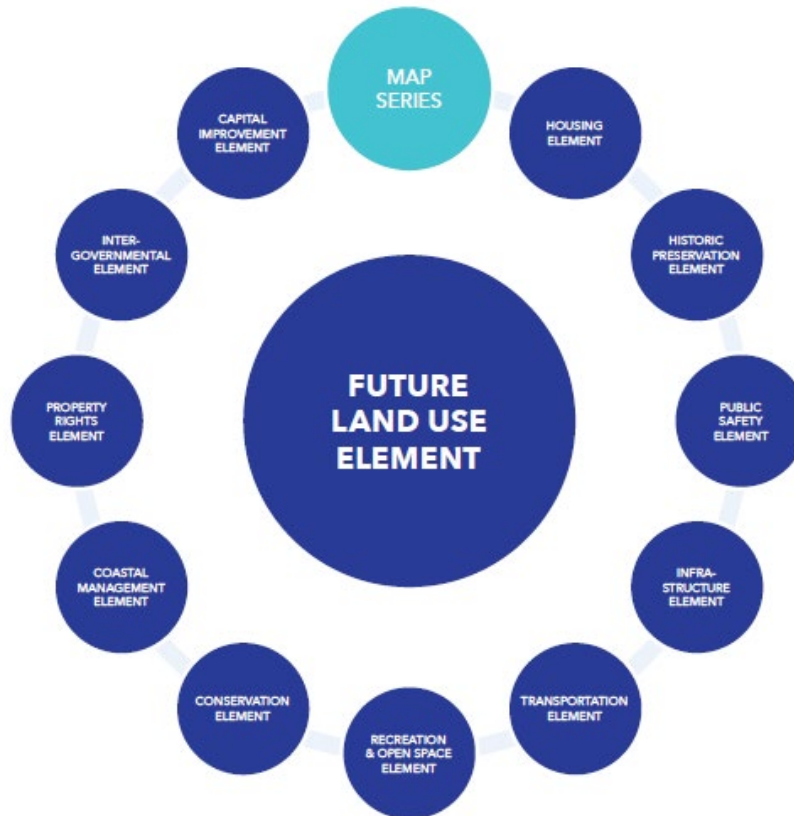 MAP
SERIES
HOUSING
ELEMENT
HISTORIC
PRESERVATION
ELEMENT
PUBLIC
SAFETY
ELEMENT
INFRA-
STRUCTURE
ELEMENT
TRANSPORTATION
ELEMENT
RECREATION
& OPEN SPACE
ELEMENT
CONSERVATION
ELEMENT
COASTAL
MANAGEMENT
ELEMENT
PROPERTY
RIGHTS
ELEMENT
INTER-
GOVERNMENTAL
ELEMENT
CAPITAL
IMPROVEMENT
ELEMENT
FUTURE
LAND USE
ELEMENT